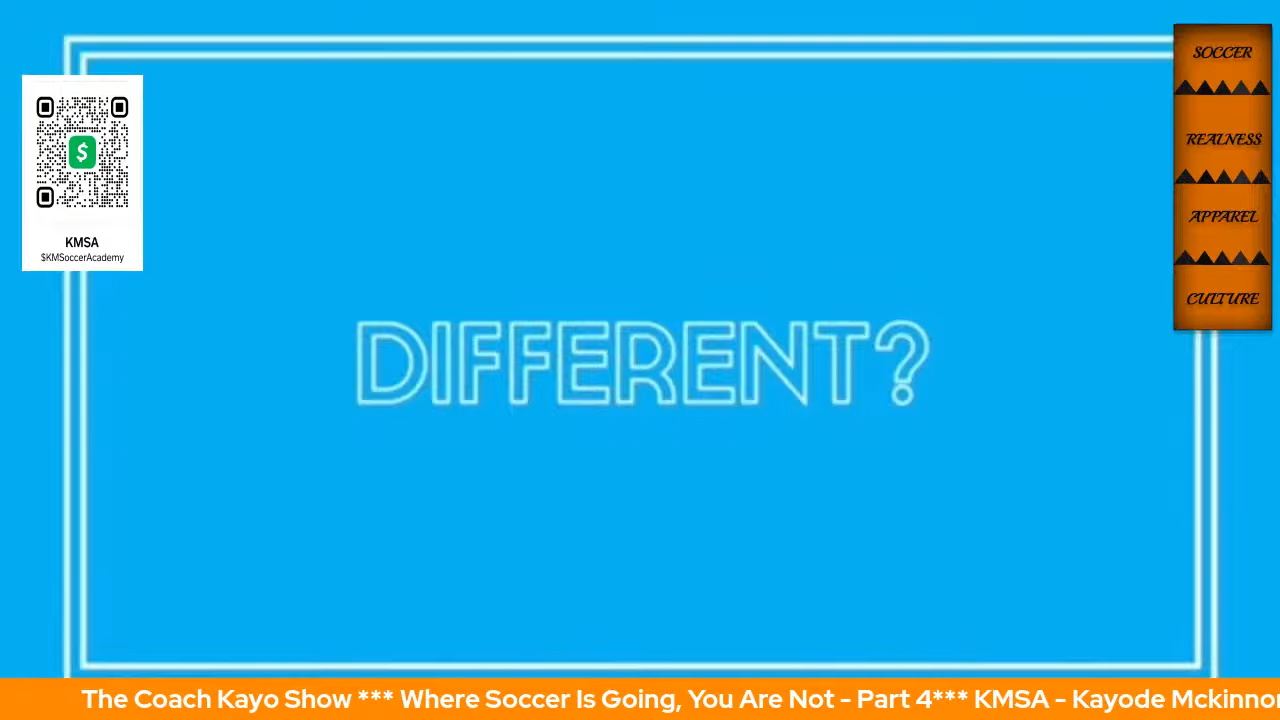 SOCCER
REALNESS
APPAREL
CULTURE
$
KMSA
$KMSoccerAcademy
DIFFERENT?
The Coach Kayo Show *** Where Soccer Is Going, You Are Not - Part 4*** KMSA - Kayode Mckinnon